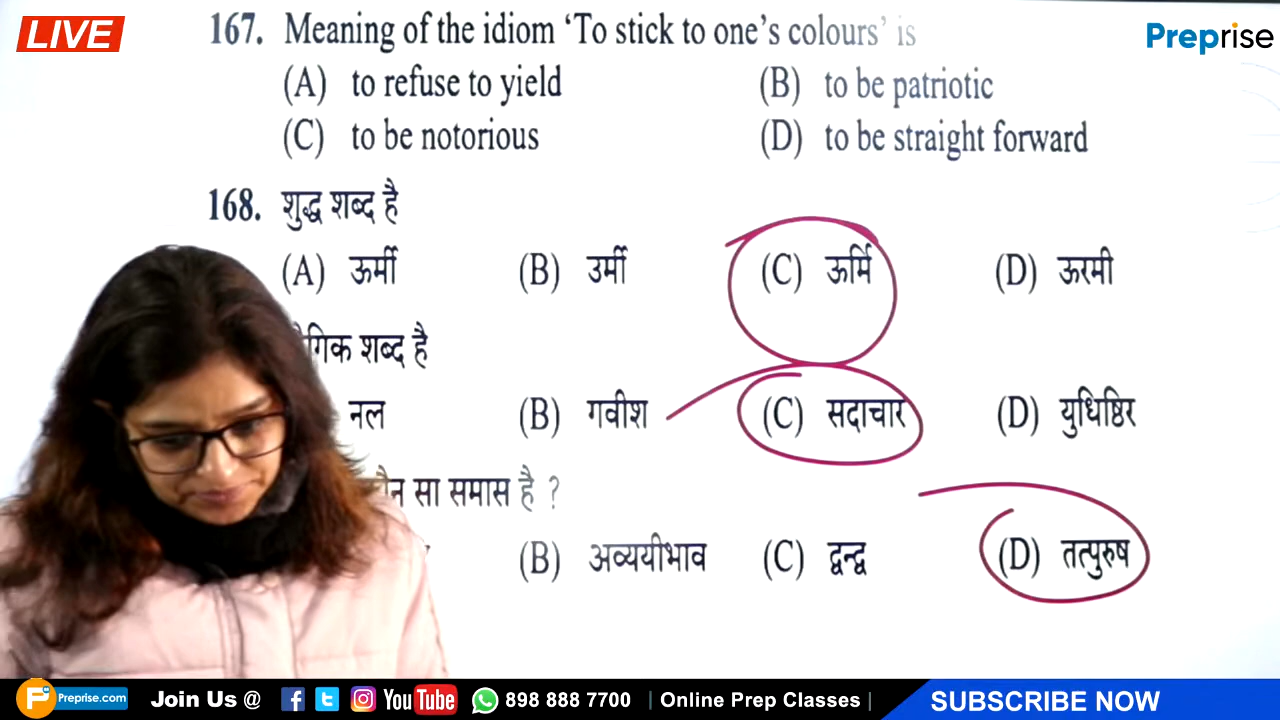 LIVE
Preprise
167. Meaning of the idiom ‘To stick to one’s colours’ is
(A) to refuse to yield (B) to be patriotic
(C) to be notorious (D) to be straight forward
168. शुद्ध शब्द है
(A) ऊर्मी (B) उर्मी (C) ऊर्मि (D) ऊरमी
शब्द है
नल (B) गवीश (C) सदाचार (D) युधिष्ठिर
सा समास है ?
(B) अव्ययीभाव (C) द्वन्द्व (D) तत्पुरुष
Preprise.com Join Us @ YouTube 898 888 7700 | Online Prep Classes | SUBSCRIBE NOW